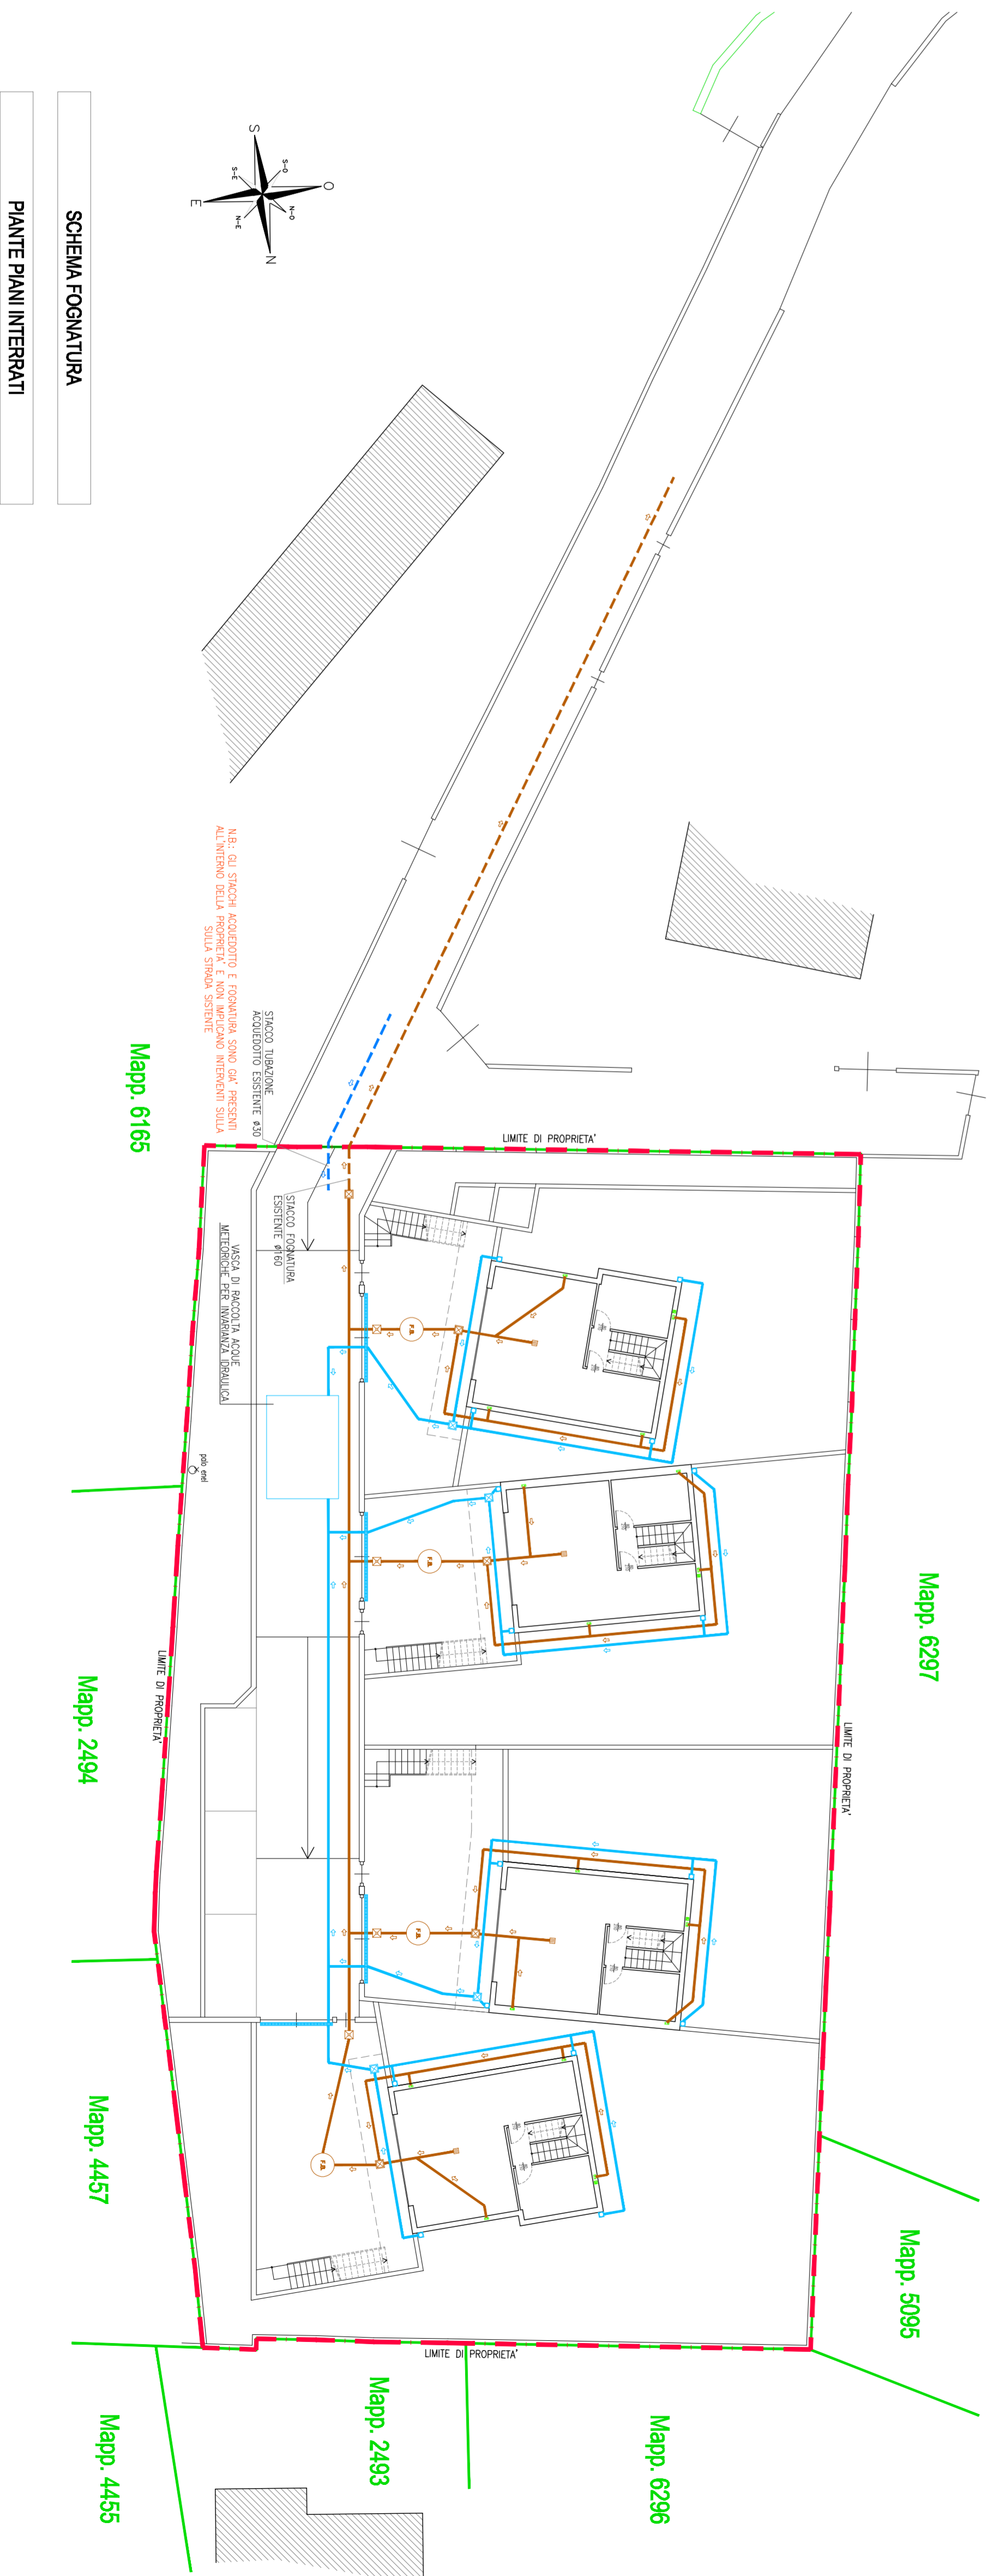 SCHEMA FOGNATURA
PIANTE PIANI INTERRATI
S
S-O
O
N-O
N
N-E
E
S-E
N.B.: GLI STACCHI ACQUEDOTTO E FOGNATURA SONO GIA' PRESENTI
ALL'INTERNO DELLA PROPRIETA' E NON IMPLICANO INTERVENTI SULLA
SULLA STRADA SISTENTE
STACCO TUBAZIONE
ACQUEDOTTO ESISTENTE ø30
STACCO FOGNATURA
ESISTENTE ø160
VASCA DI RACCOLTA ACQUE
METEORICHE PER INVARIANZA IDRAULICA
palo enel
LIMITE DI PROPRIETA'
LIMITE DI PROPRIETA'
LIMITE DI PROPRIETA'
LIMITE DI PROPRIETA'
F.B.
F.B.
F.B.
F.B.
Mapp. 6165
Mapp. 6297
Mapp. 2494
Mapp. 4457
Mapp. 5095
Mapp. 2493
Mapp. 6296
Mapp. 4455